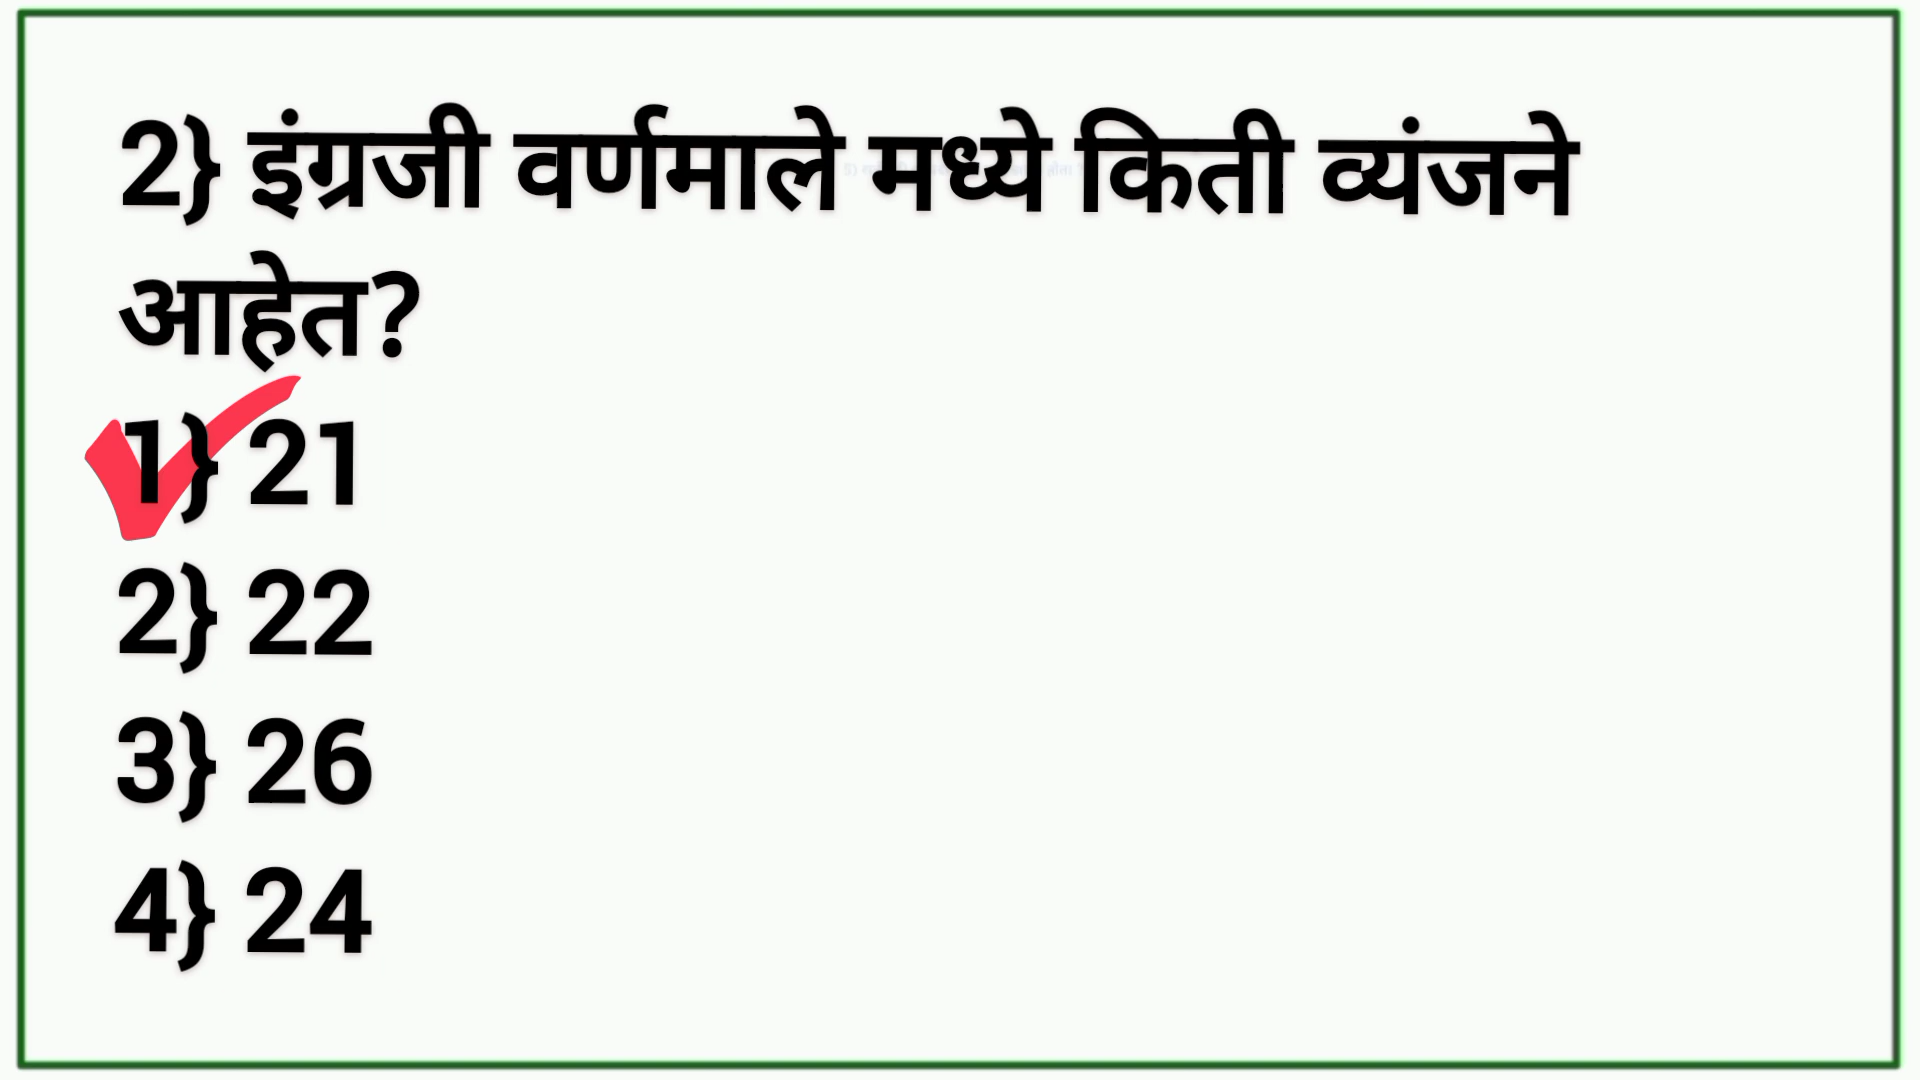 2} इंग्रजी वर्णमाले मध्ये किती व्यंजने
आहेत?
1} 21
2} 22
3} 26
4} 24